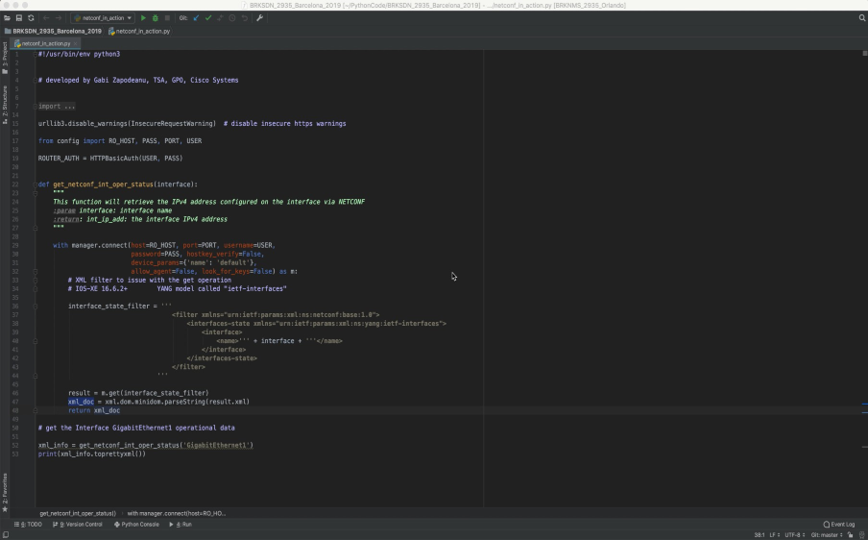 BRKSDN_2935_Barcelona_2019 [~/PythonCode/BRKSDN_2935_Barcelona_2019] - .../netconf_in_action.py [BRKNMS_2935_Orlando]
netconf_in_action
Git:
BRKSDN_2935_Barcelona_2019
netconf_in_action.py
netconf_in_action.py
1: Project
7: Structure
2: Favorites
1 #!/usr/bin/env python3
2
3
4 # developed by Gabi Zapodeanu, TSA, GPO, Cisco Systems
5
6
7 import ...
14
15 urllib3.disable_warnings(InsecureRequestWarning)  # disable insecure https warnings
16
17 from config import RO_HOST, PASS, PORT, USER
18
19 ROUTER_AUTH = HTTPBasicAuth(USER, PASS)
20
21
22 def get_netconf_int_oper_status(interface):
23 """
24 This function will retrieve the IPv4 address configured on the interface via NETCONF
25 :param interface: interface name
26 :return: int_ip_add: the interface IPv4 address
27 """
28
29 with manager.connect(host=RO_HOST, port=PORT, username=USER,
30 password=PASS, hostkey_verify=False,
31 device_params={'name': 'default'},
32 allow_agent=False, look_for_keys=False) as m:
33 # XML filter to issue with the get operation
34 # IOS-XE 16.6.2+        YANG model called "ietf-interfaces"
35
36 interface_state_filter = '''
37 <filter xmlns="urn:ietf:params:xml:ns:netconf:base:1.0">
38 <interfaces-state xmlns="urn:ietf:params:xml:ns:yang:ietf-interfaces">
39 <interface>
40 <name>''' + interface + '''</name>
41 </interface>
42 </interfaces-state>
43 </filter>
44 '''
45
46 result = m.get(interface_state_filter)
47 xml_doc = xml.dom.minidom.parseString(result.xml)
48 return xml_doc
49
50 # get the Interface GigabitEthernet1 operational data
51
52 xml_info = get_netconf_int_oper_status('GigabitEthernet1')
53 print(xml_info.toprettyxml())
get_netconf_int_oper_status()
with manager.connect(host=RO_HO...
6: TODO
9: Version Control
Python Console
4: Run
Event Log
38:1
LF
UTF-8
Git: master